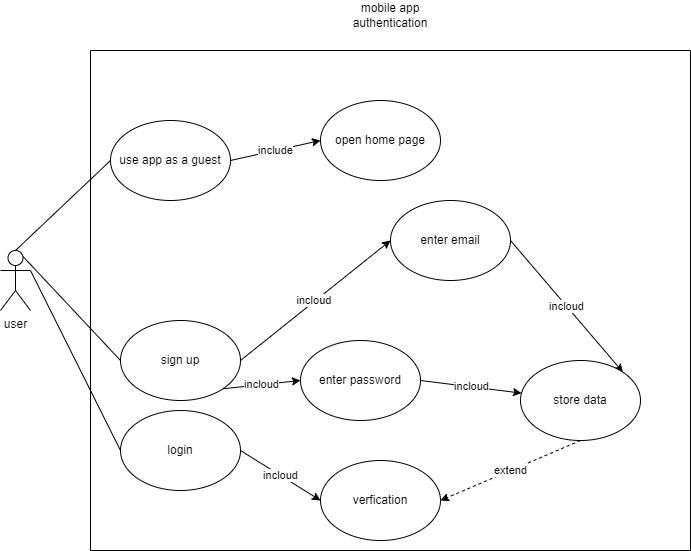 mobile app
authentication
use app as a guest
include
open home page
enter email
user
incloud
incloud
sign up
incloud
enter password
incloud
store data
login
incloud
verfication
extend